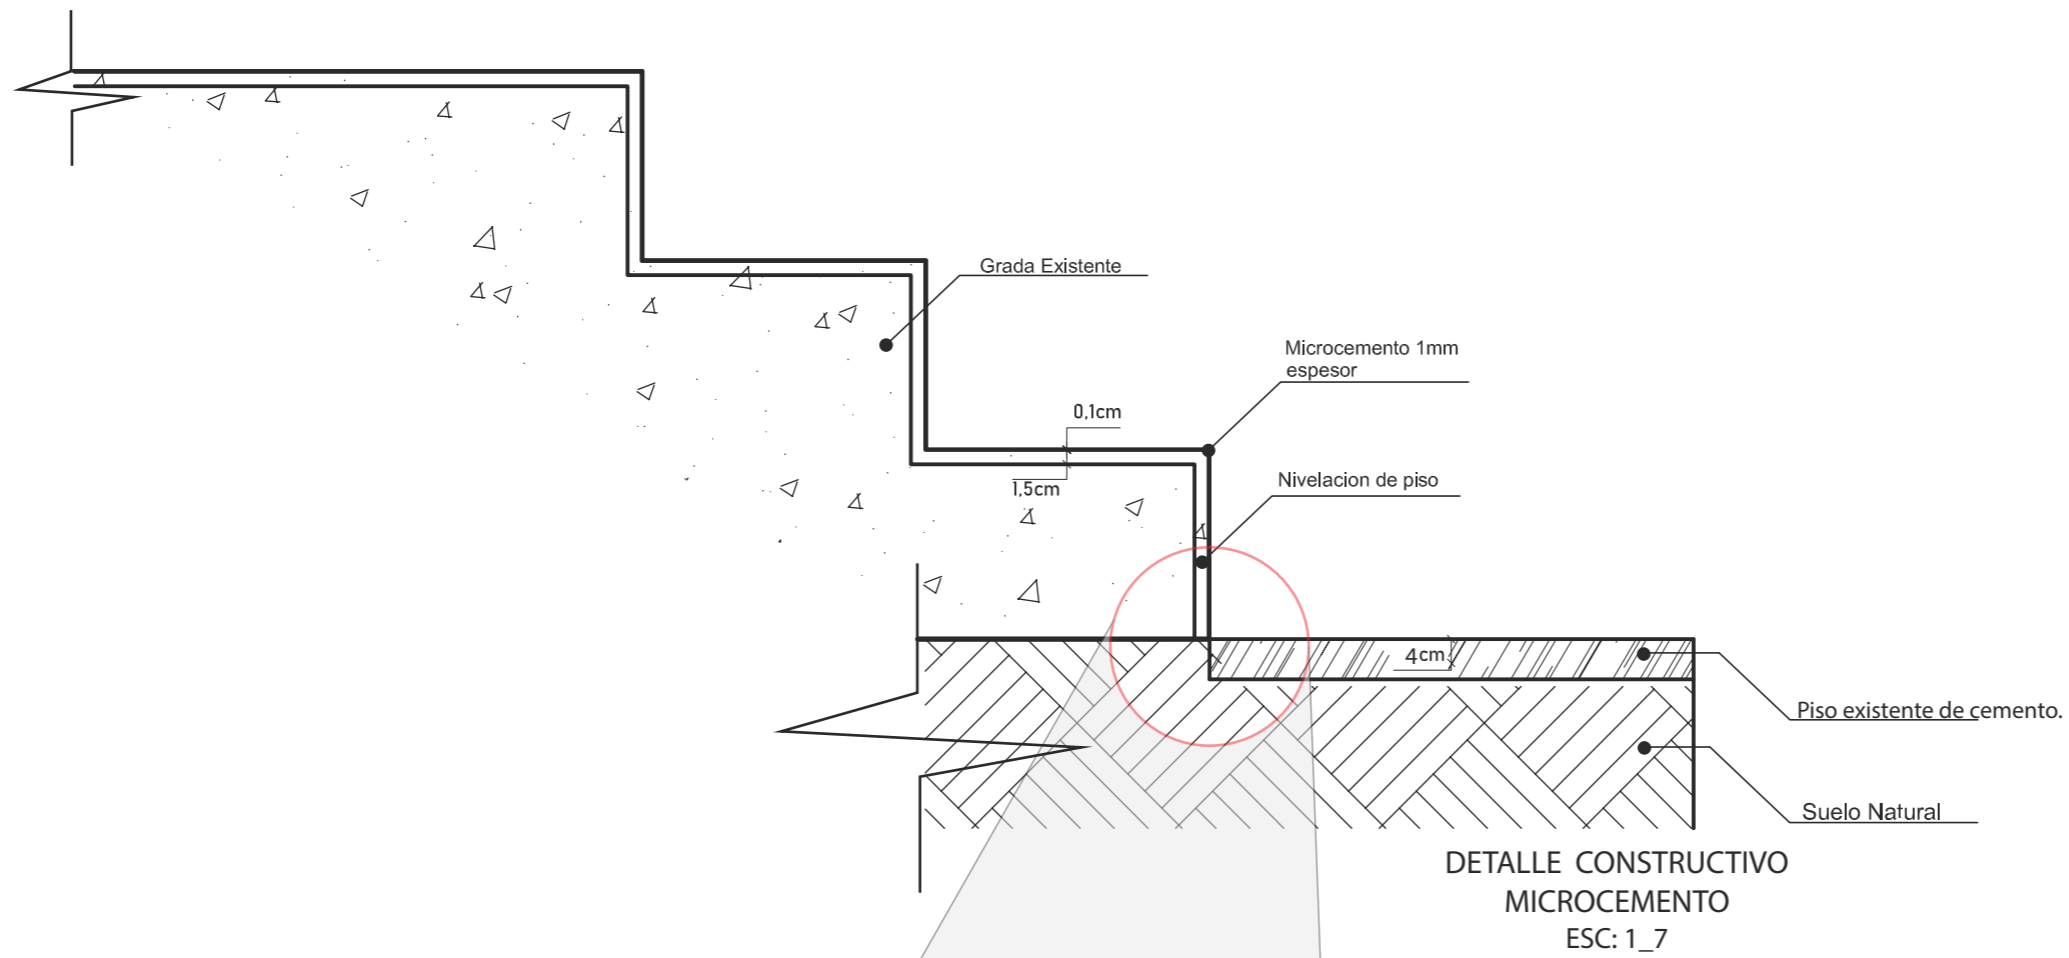 Grada Existente
Microcemento 1mm
espesor
0,1cm
1,5cm
Nivelacion de piso
4cm
Piso existente de cemento.
Suelo Natural
DETALLE CONSTRUCTIVO
MICROCEMENTO
ESC: 1_7